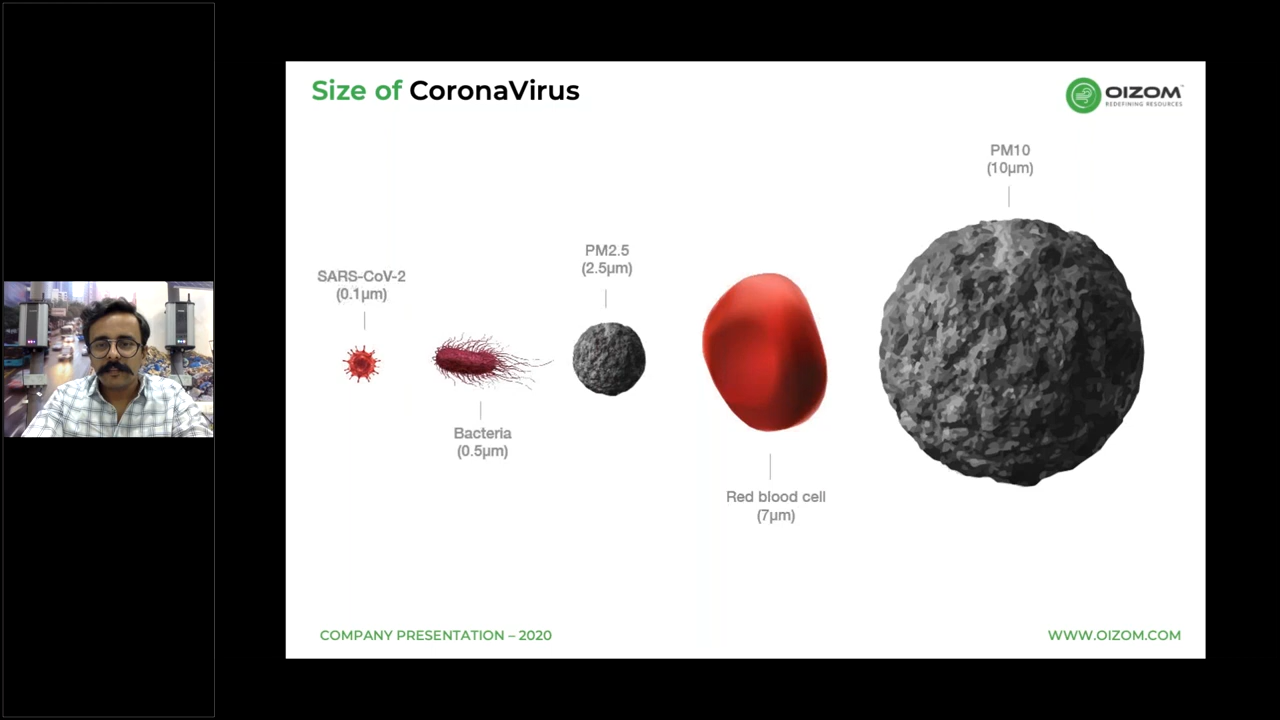 Size of CoronaVirus
OIZOM™
REDEFINING RESOURCES
PM10
(10µm)
PM2.5
(2.5µm)
SARS-CoV-2
(0.1µm)
Bacteria
(0.5µm)
Red blood cell
(7µm)
COMPANY PRESENTATION – 2020
WWW.OIZOM.COM